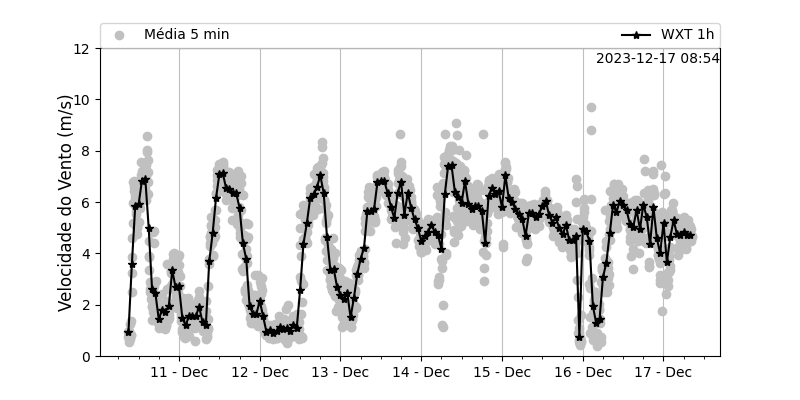 Média 5 min
WXT 1h
2023-12-17 08:54
Velocidade do Vento (m/s)
12
10
8
6
4
2
0
11 - Dec
12 - Dec
13 - Dec
14 - Dec
15 - Dec
16 - Dec
17 - Dec